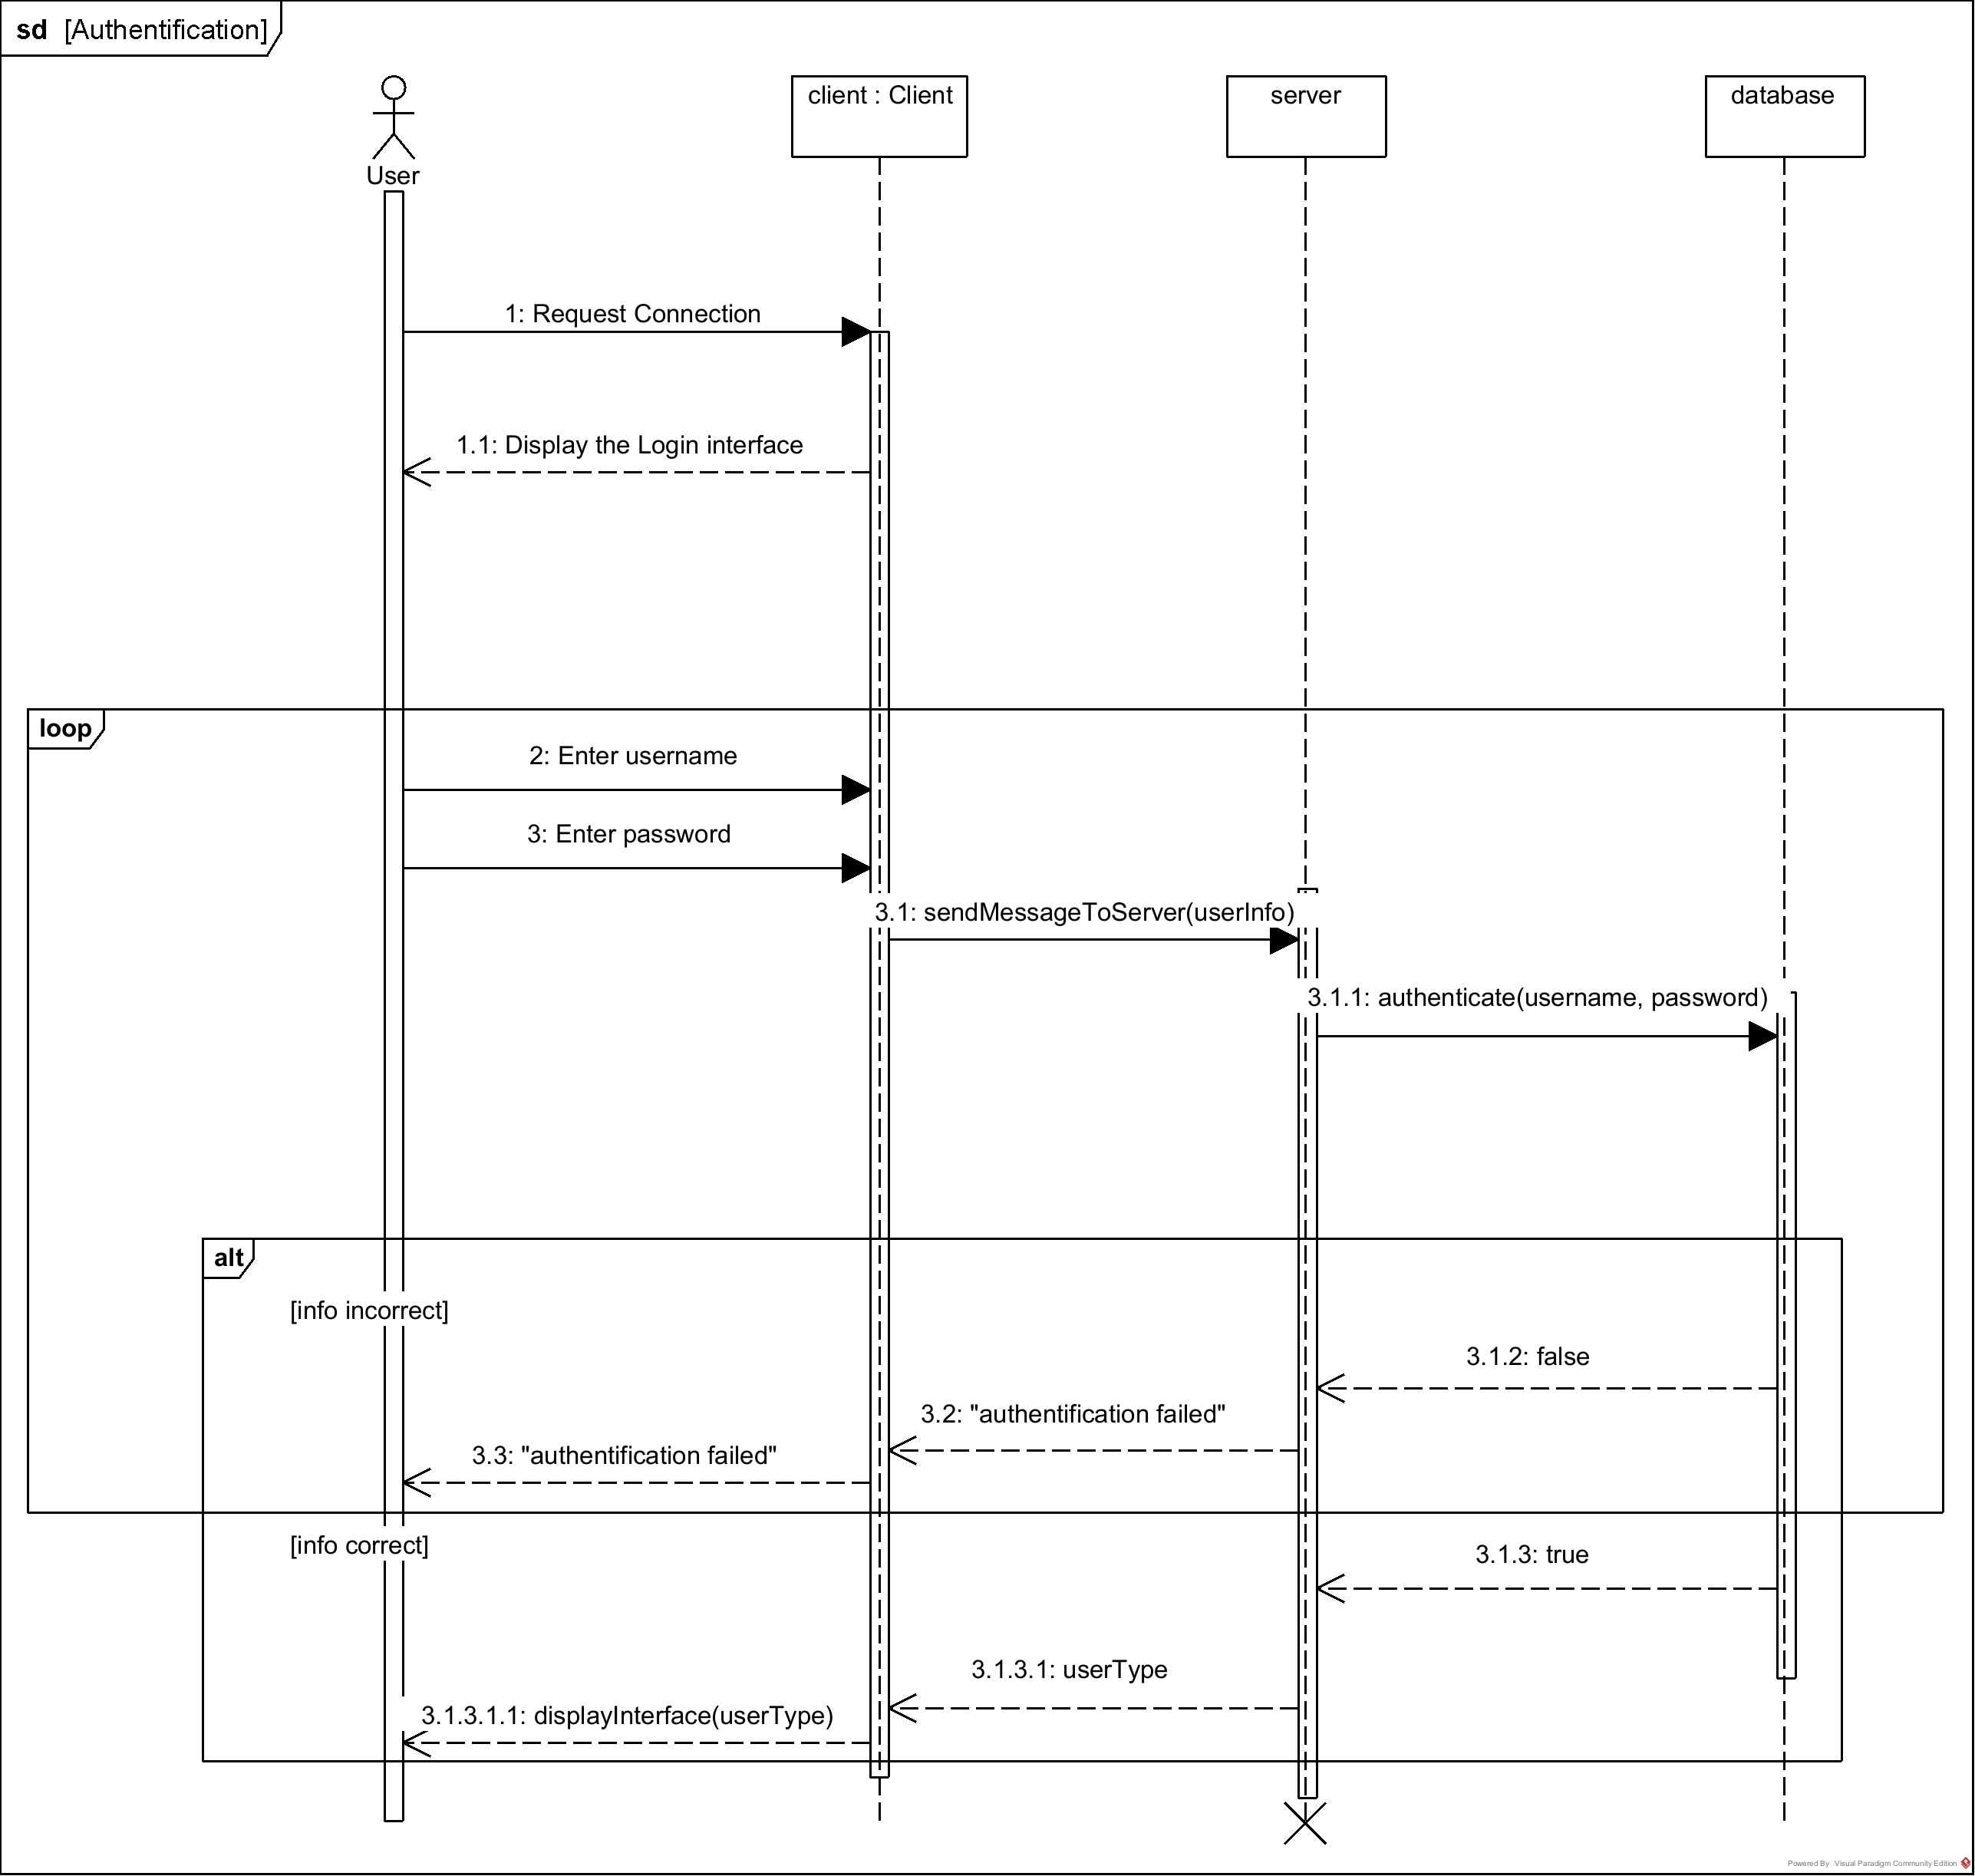 sd [Authentification]
client : Client
server
database
User
1: Request Connection
1.1: Display the Login interface
loop
2: Enter username
3: Enter password
3.1: sendMessageToServer(userInfo)
3.1.1: authenticate(username, password)
alt
[info incorrect]
3.1.2: false
3.2: "authentification failed"
3.3: "authentification failed"
[info correct]
3.1.3: true
3.1.3.1: userType
3.1.3.1.1: displayInterface(userType)
Powered By: Visual Paradigm Community Edition